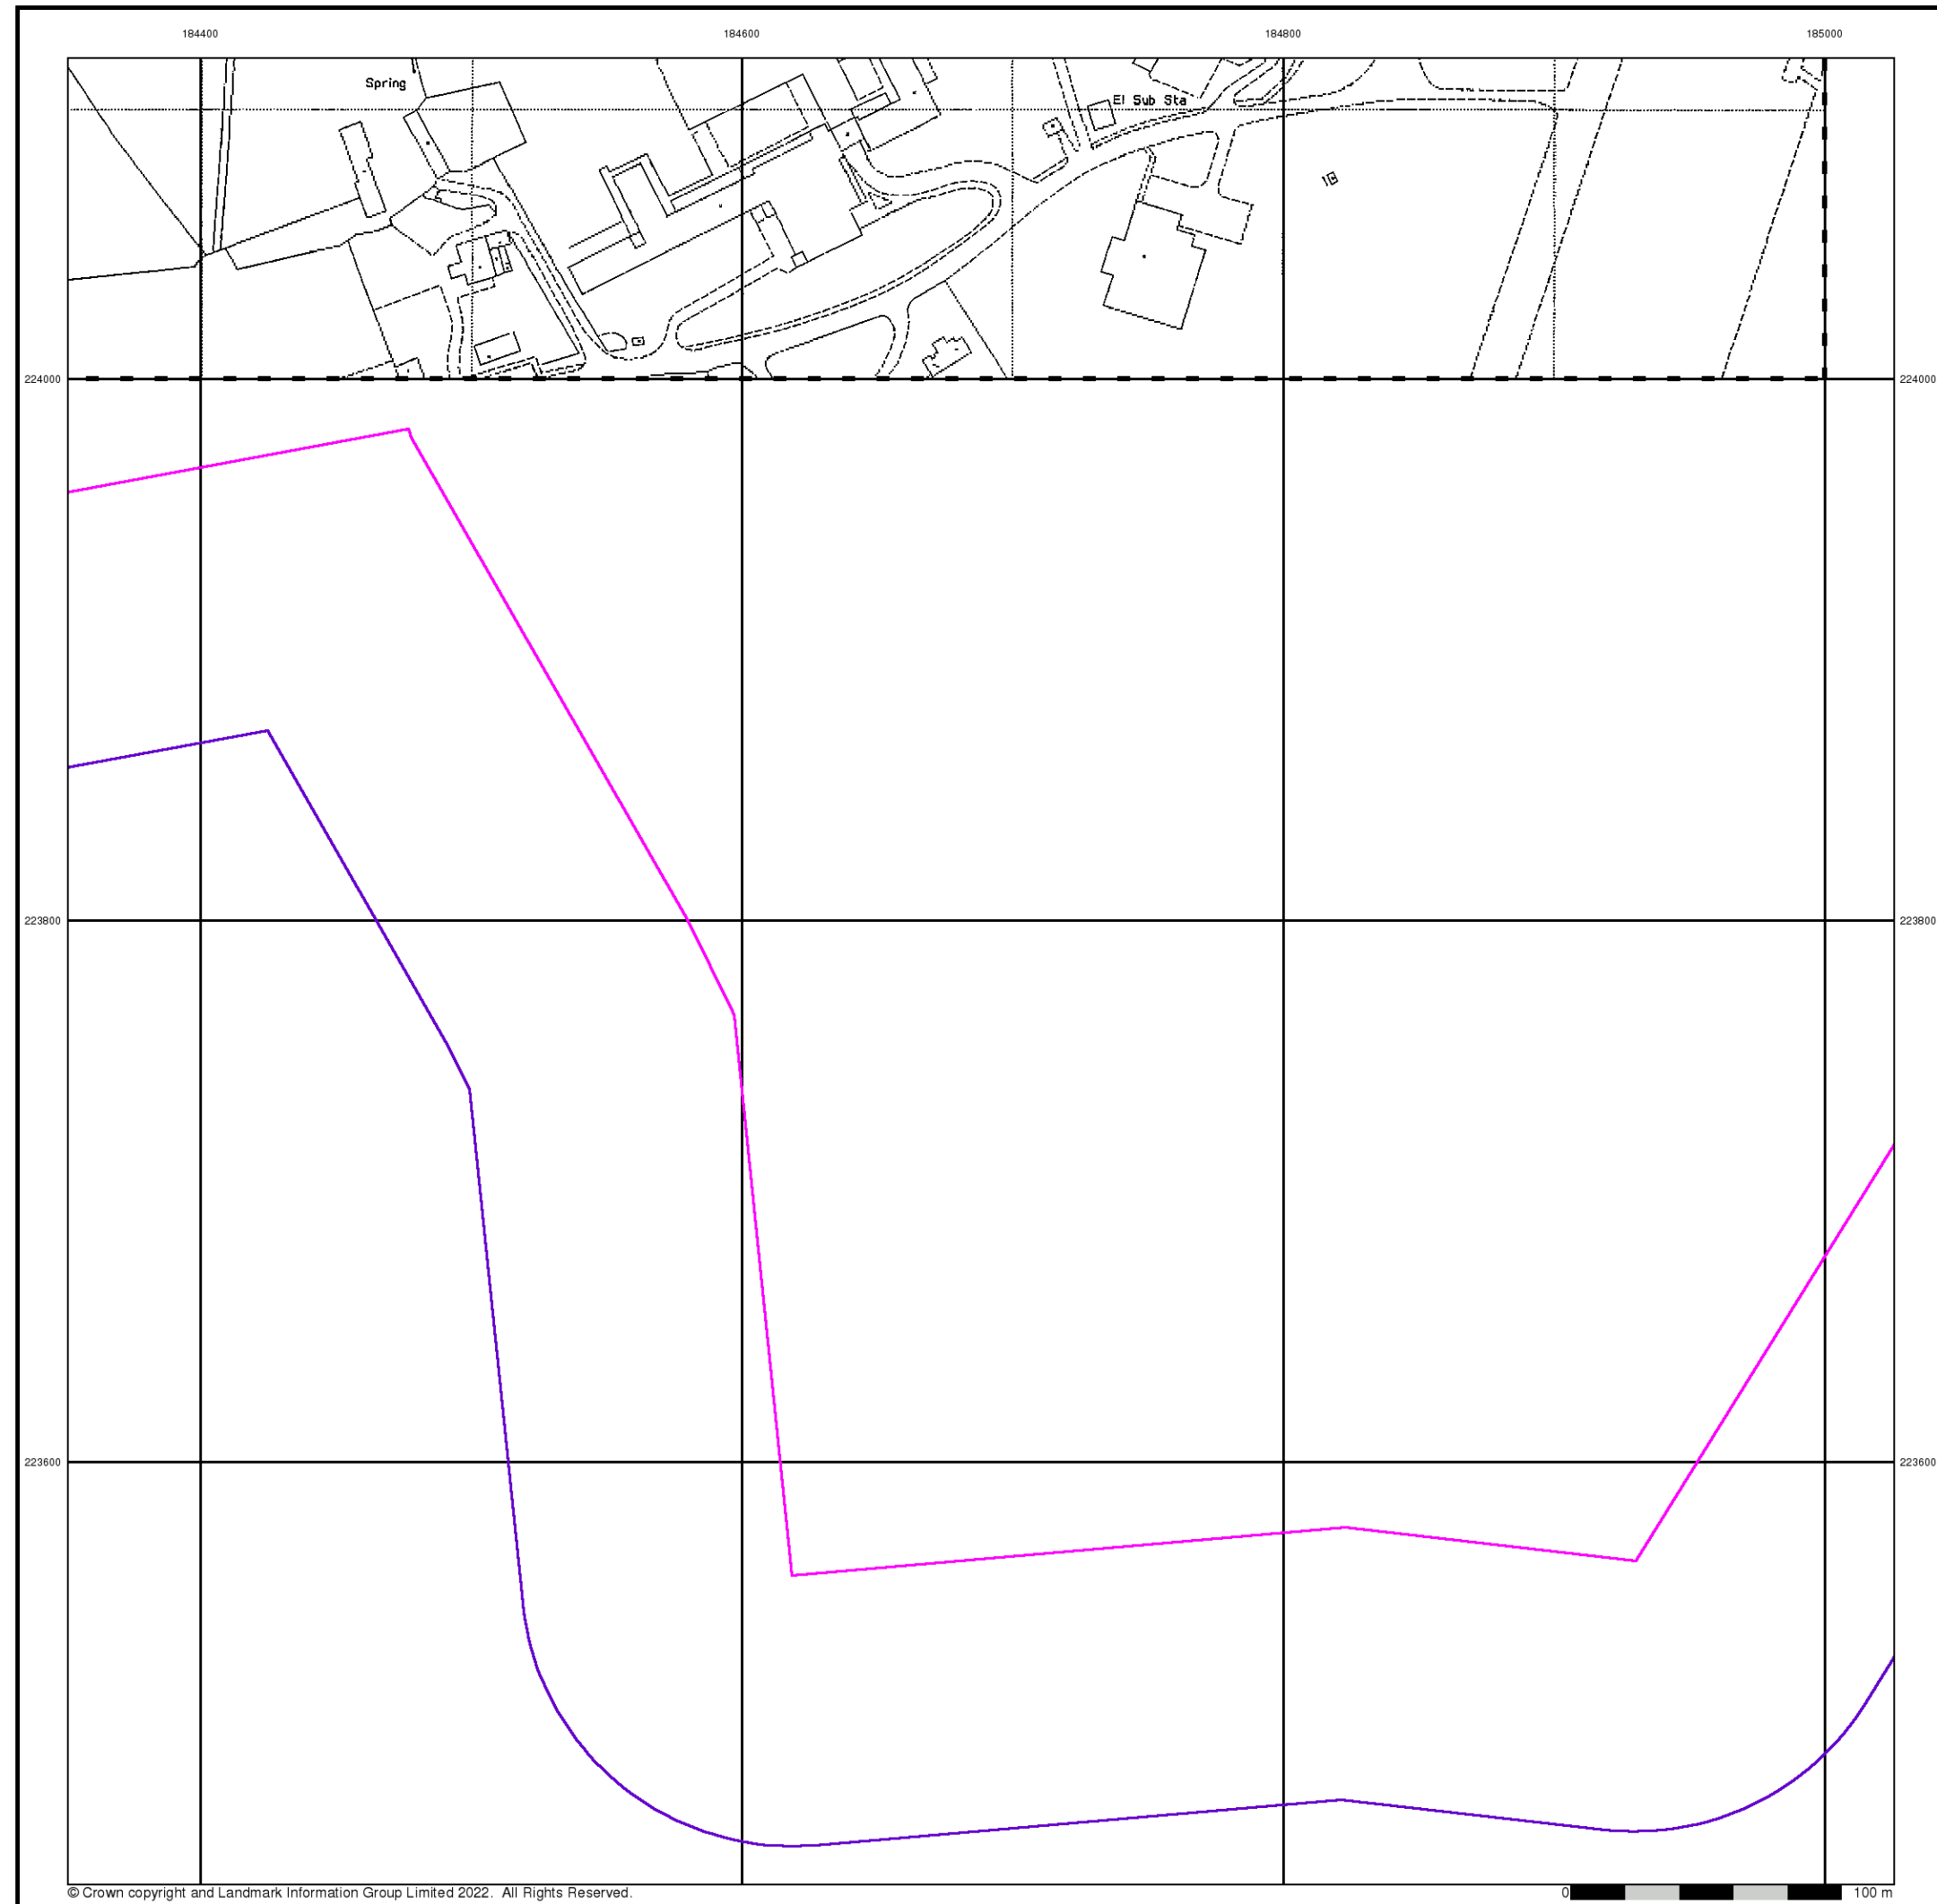 184400 184600 184800 185000
Spring
El Sub Sta
224000 224000
223800 223800
223600 223600
© Crown copyright and Landmark Information Group Limited 2022. All Rights Reserved. 0 100 m